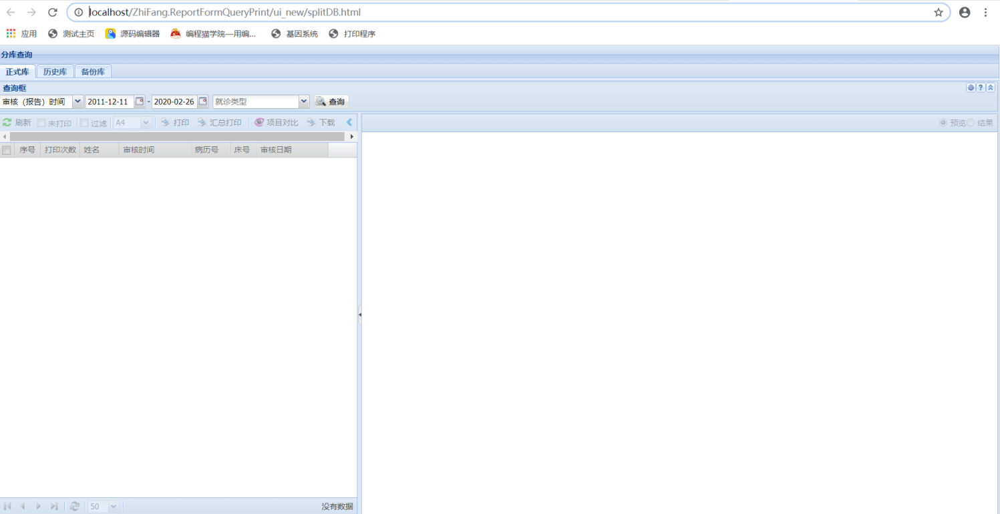 localhost/ZhiFang.ReportFormQueryPrint/ui_new/splitDB.html
应用 测试主页 源码编辑器 编程猫学院—用编... 基因系统 打印程序
分库查询
正式库 历史库 备份库
查询框
审核（报告）时间 2011-12-11 - 2020-02-26 就诊类型 查询
刷新 未打印 过滤 A4 打印 汇总打印 项目对比 下载 预览 结果
序号 打印次数 姓名 审核时间 病历号 床号 审核日期
50 没有数据